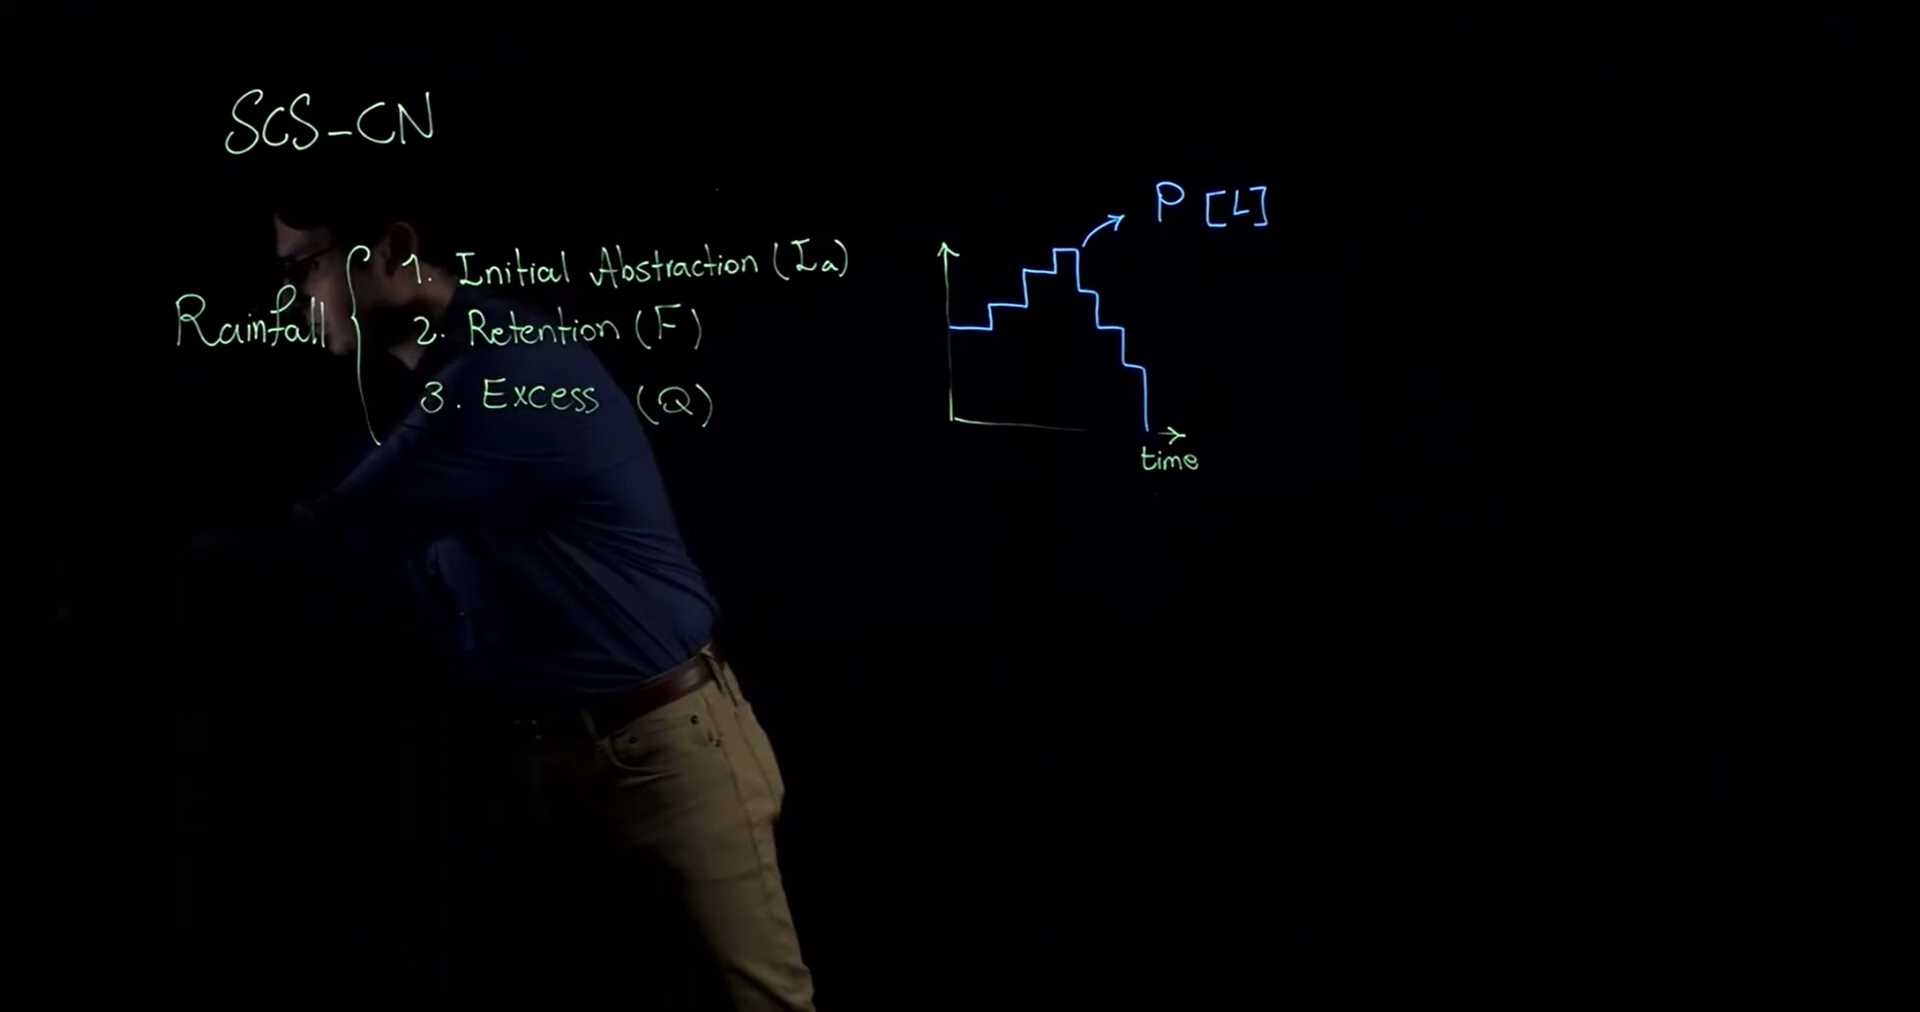 SCS-CN
P [L]
Rainfall
1. Initial Abstraction (Ia)
2. Retention (F)
3. Excess (Q)
time